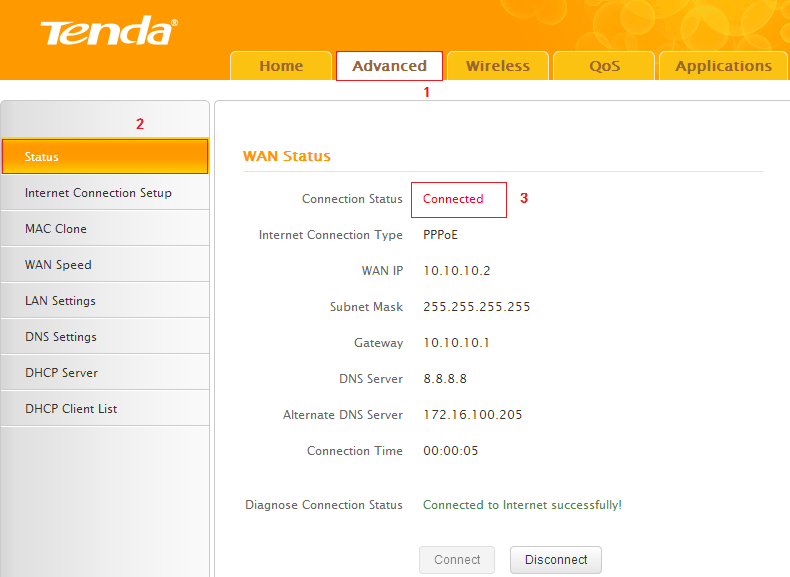 Tenda®
Home Advanced Wireless QoS Applications
1
2
Status
Internet Connection Setup
MAC Clone
WAN Speed
LAN Settings
DNS Settings
DHCP Server
DHCP Client List
WAN Status
Connection Status Connected 3
Internet Connection Type PPPoE
WAN IP 10.10.10.2
Subnet Mask 255.255.255.255
Gateway 10.10.10.1
DNS Server 8.8.8.8
Alternate DNS Server 172.16.100.205
Connection Time 00:00:05
Diagnose Connection Status Connected to Internet successfully!
Connect Disconnect